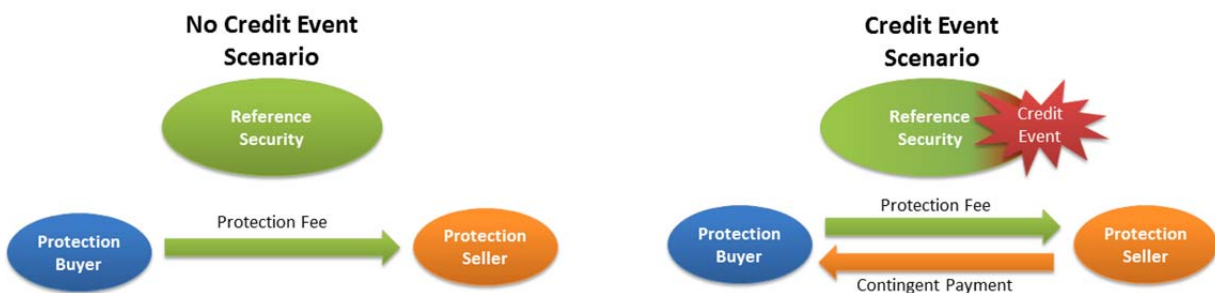 No Credit Event
Scenario
Reference
Security
Protection Fee
Protection
Buyer
Protection
Seller
Credit Event
Scenario
Reference
Security
Credit
Event
Protection Fee
Protection
Buyer
Protection
Seller
Contingent Payment